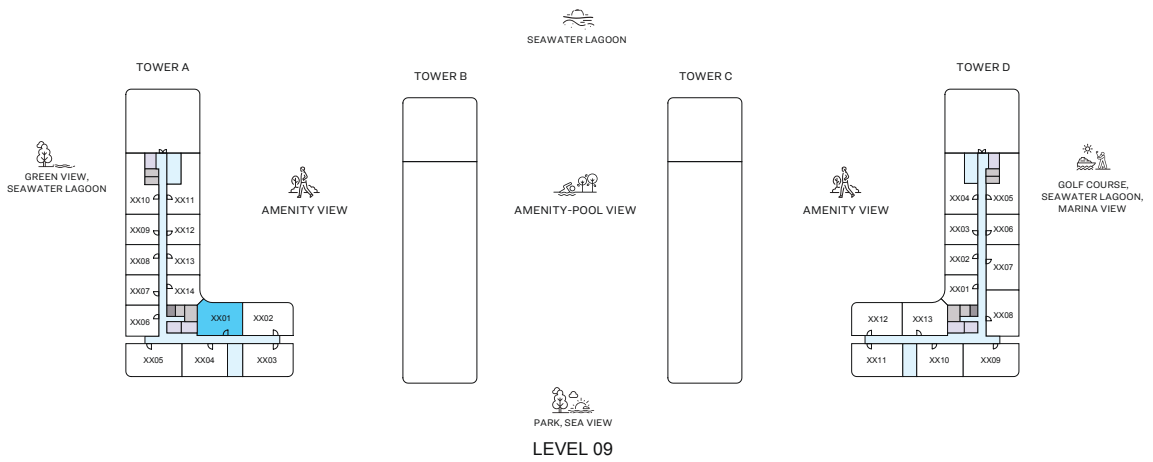 SEAWATER LAGOON
TOWER A
TOWER B
TOWER C
TOWER D
GREEN VIEW,
SEAWATER LAGOON
AMENITY VIEW
AMENITY-POOL VIEW
AMENITY VIEW
GOLF COURSE,
SEAWATER LAGOON,
MARINA VIEW
XX10 XX11
XX09 XX12
XX08 XX13
XX07 XX14
XX06 XX01 XX02
XX05 XX04 XX03
XX04 XX05
XX03 XX06
XX02 XX07
XX01
XX12 XX13 XX08
XX11 XX10 XX09
PARK, SEA VIEW
LEVEL 09